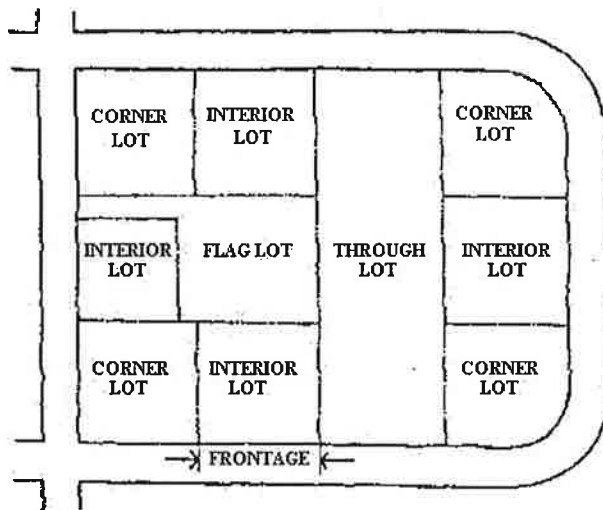 CORNER
LOT
INTERIOR
LOT
CORNER
LOT
INTERIOR
LOT
FLAG LOT
THROUGH
LOT
INTERIOR
LOT
CORNER
LOT
INTERIOR
LOT
CORNER
LOT
FRONTAGE